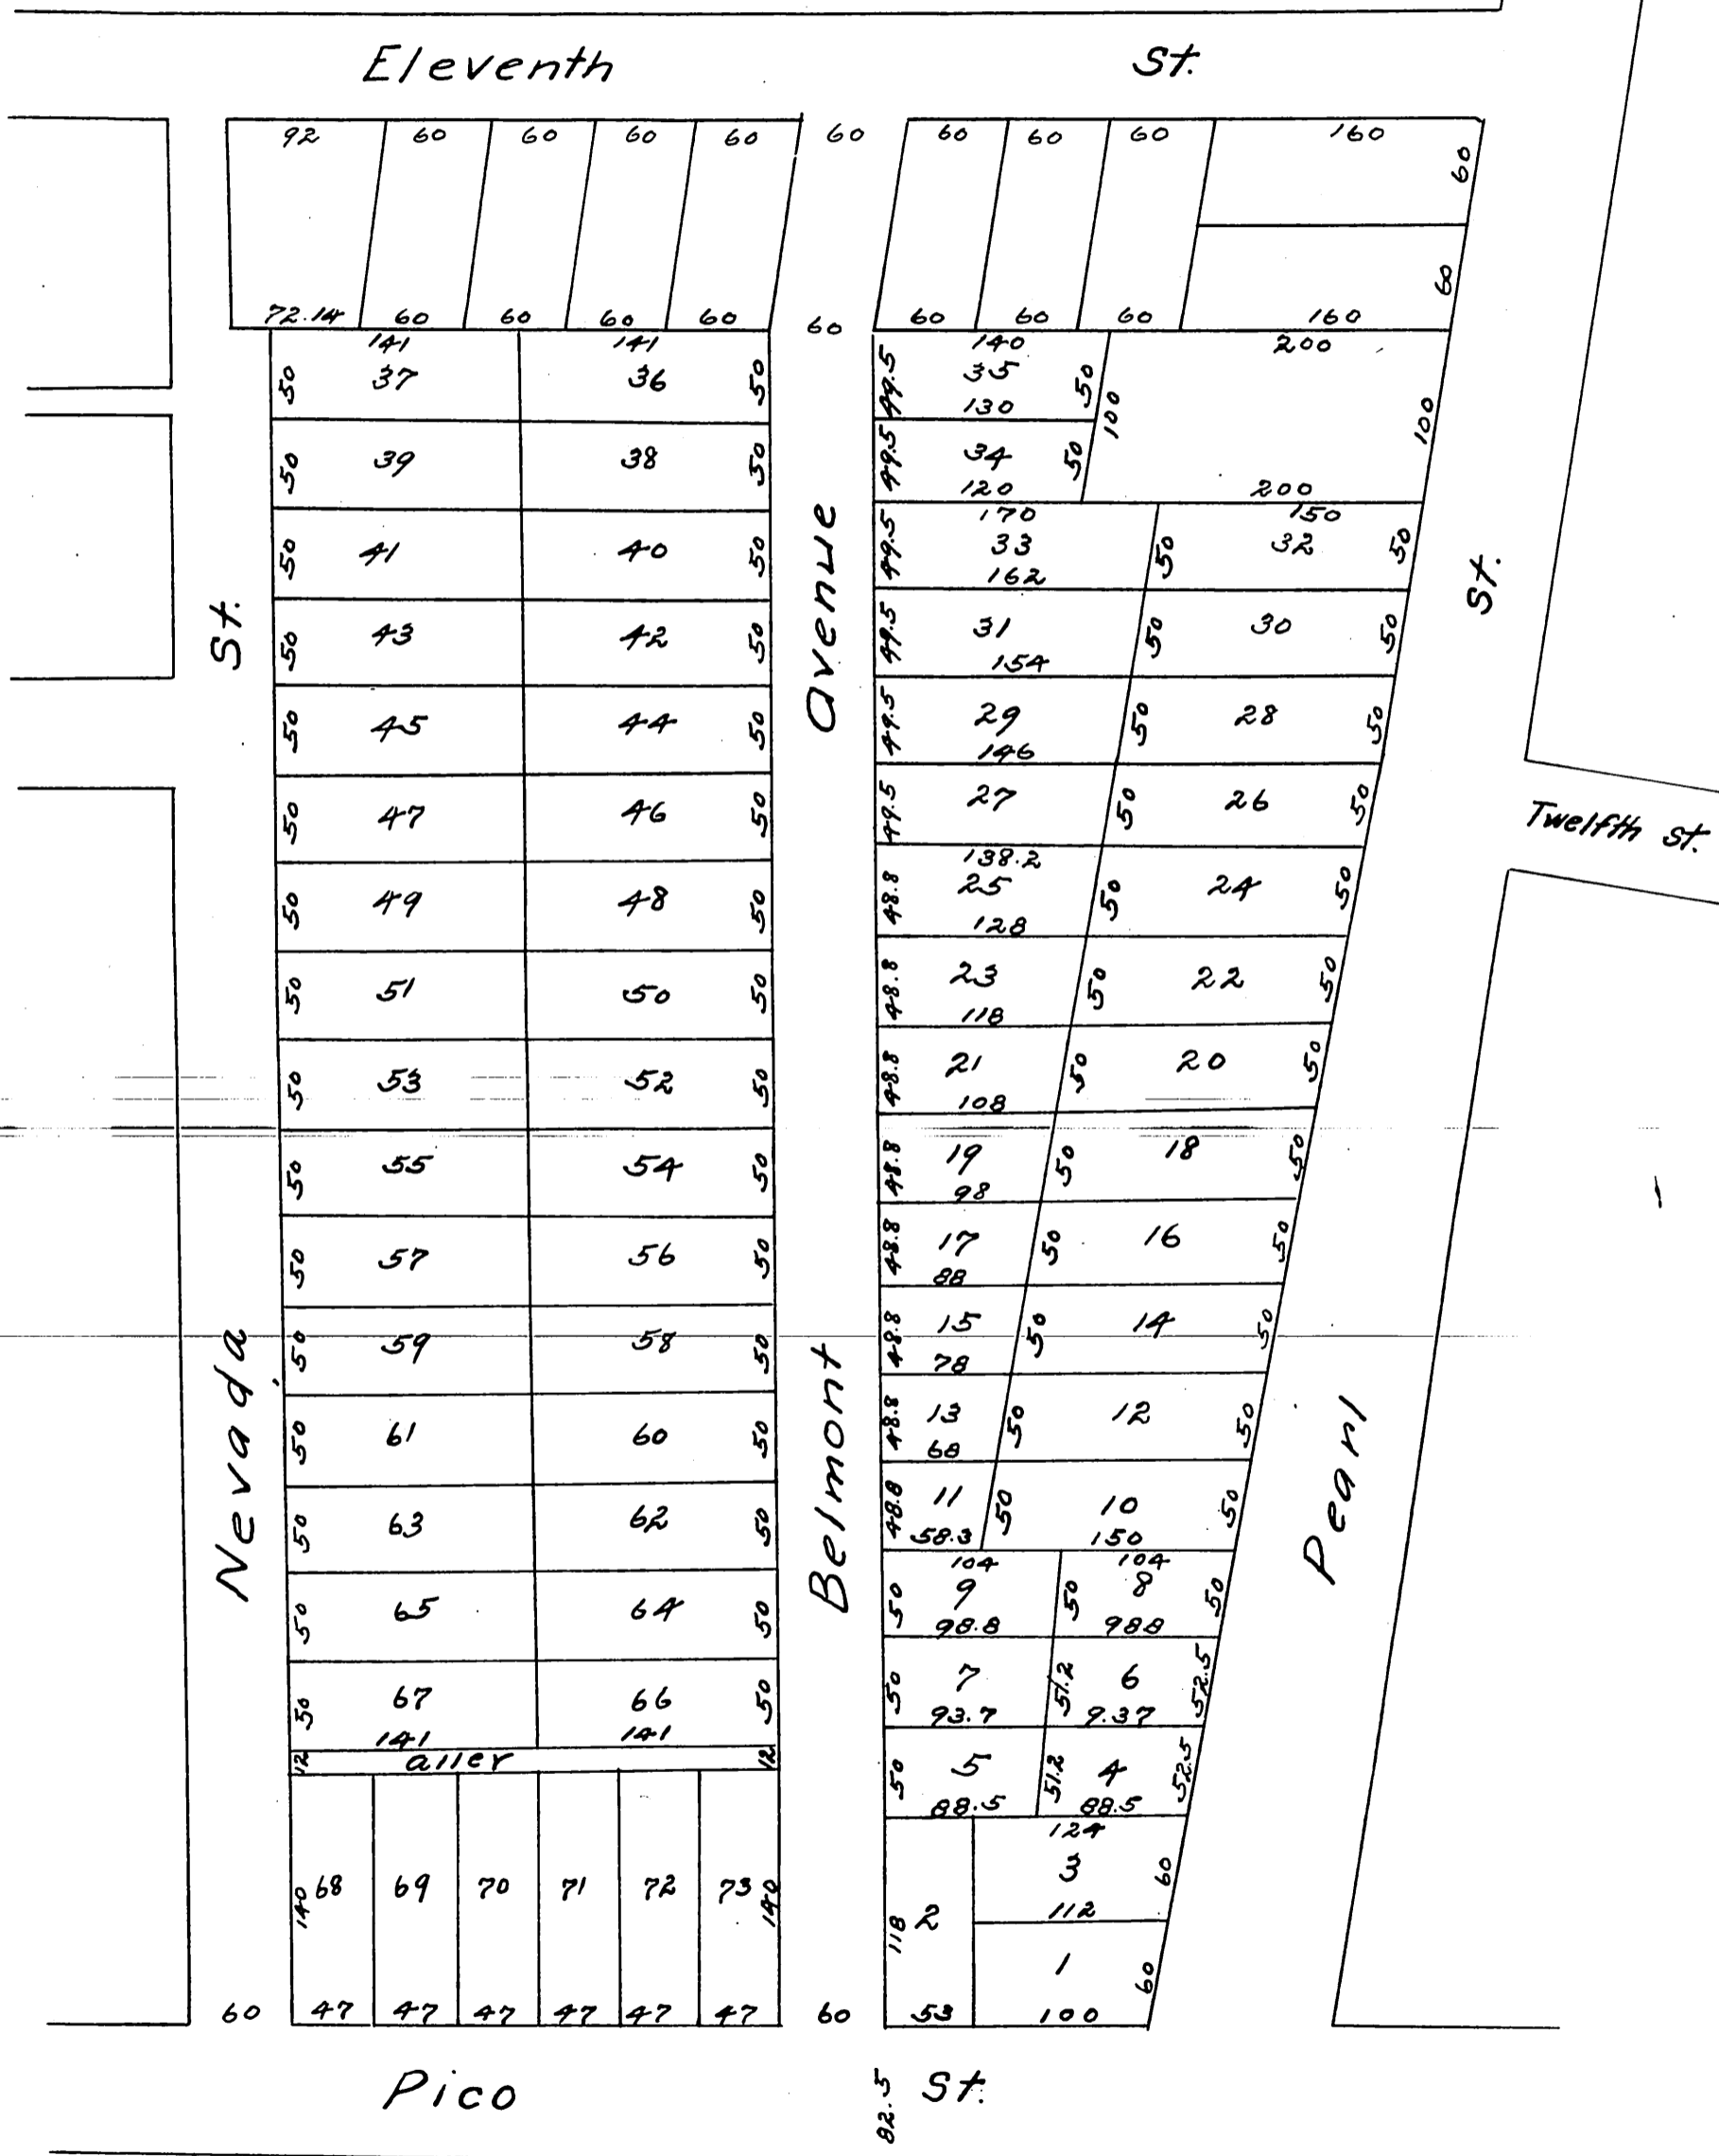 Eleventh St.
92 60 60 60 60 60 60 60 60 160
60
60
72.14 60 60 60 60 60 60 60 60 160
141 141 140 200
50 37 36 50 49.5 35 50
130
100 100
50 39 38 50 49.5 34 50
120 200
170 150
50 41 40 50 49.5 33 50 32 50
162
50 43 42 50 49.5 31 50 30 50
154
50 45 44 50 49.5 29 50 28 50
146
50 47 46 50 49.5 27 50 26 50
138.2
50 49 48 50 48.8 25 50 24 50
128
50 51 50 50 48.8 23 50 22 50
118
50 53 52 50 48.8 21 50 20 50
108
50 55 54 50 48.8 19 50 18 50
98
50 57 56 50 48.8 17 50 16 50
88
50 59 58 50 48.8 15 50 14 50
78
50 61 60 50 48.8 13 50 12 50
68
50 63 62 50 48.8 11 50 10 50
58.3 150
104 104
50 65 64 50 50 9 50 8 50
98.8 988
50 67 66 50 50 7 51.2 6 52.5
141 141 93.7 9.37
12 aller 12
50 5 51.2 4 52.5
88.5 88.5
124
3 60
112
140 68 69 70 71 72 73 140 118 2
1 60
60 47 47 47 47 47 47 60 53 100
Nevada St.
Belmont Avenue
Pearl St.
Twelfth St.
Pico St.
82.5